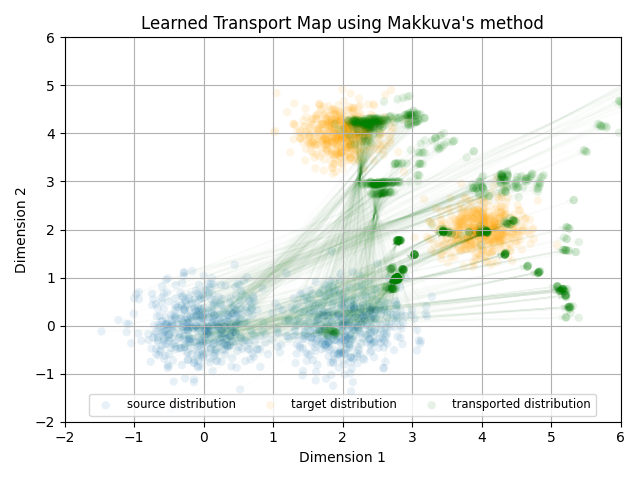 Learned Transport Map using Makkuva's method
6
5
4
3
2
1
0
−1
−2
Dimension 2
source distribution target distribution transported distribution
−2 −1 0 1 2 3 4 5 6
Dimension 1